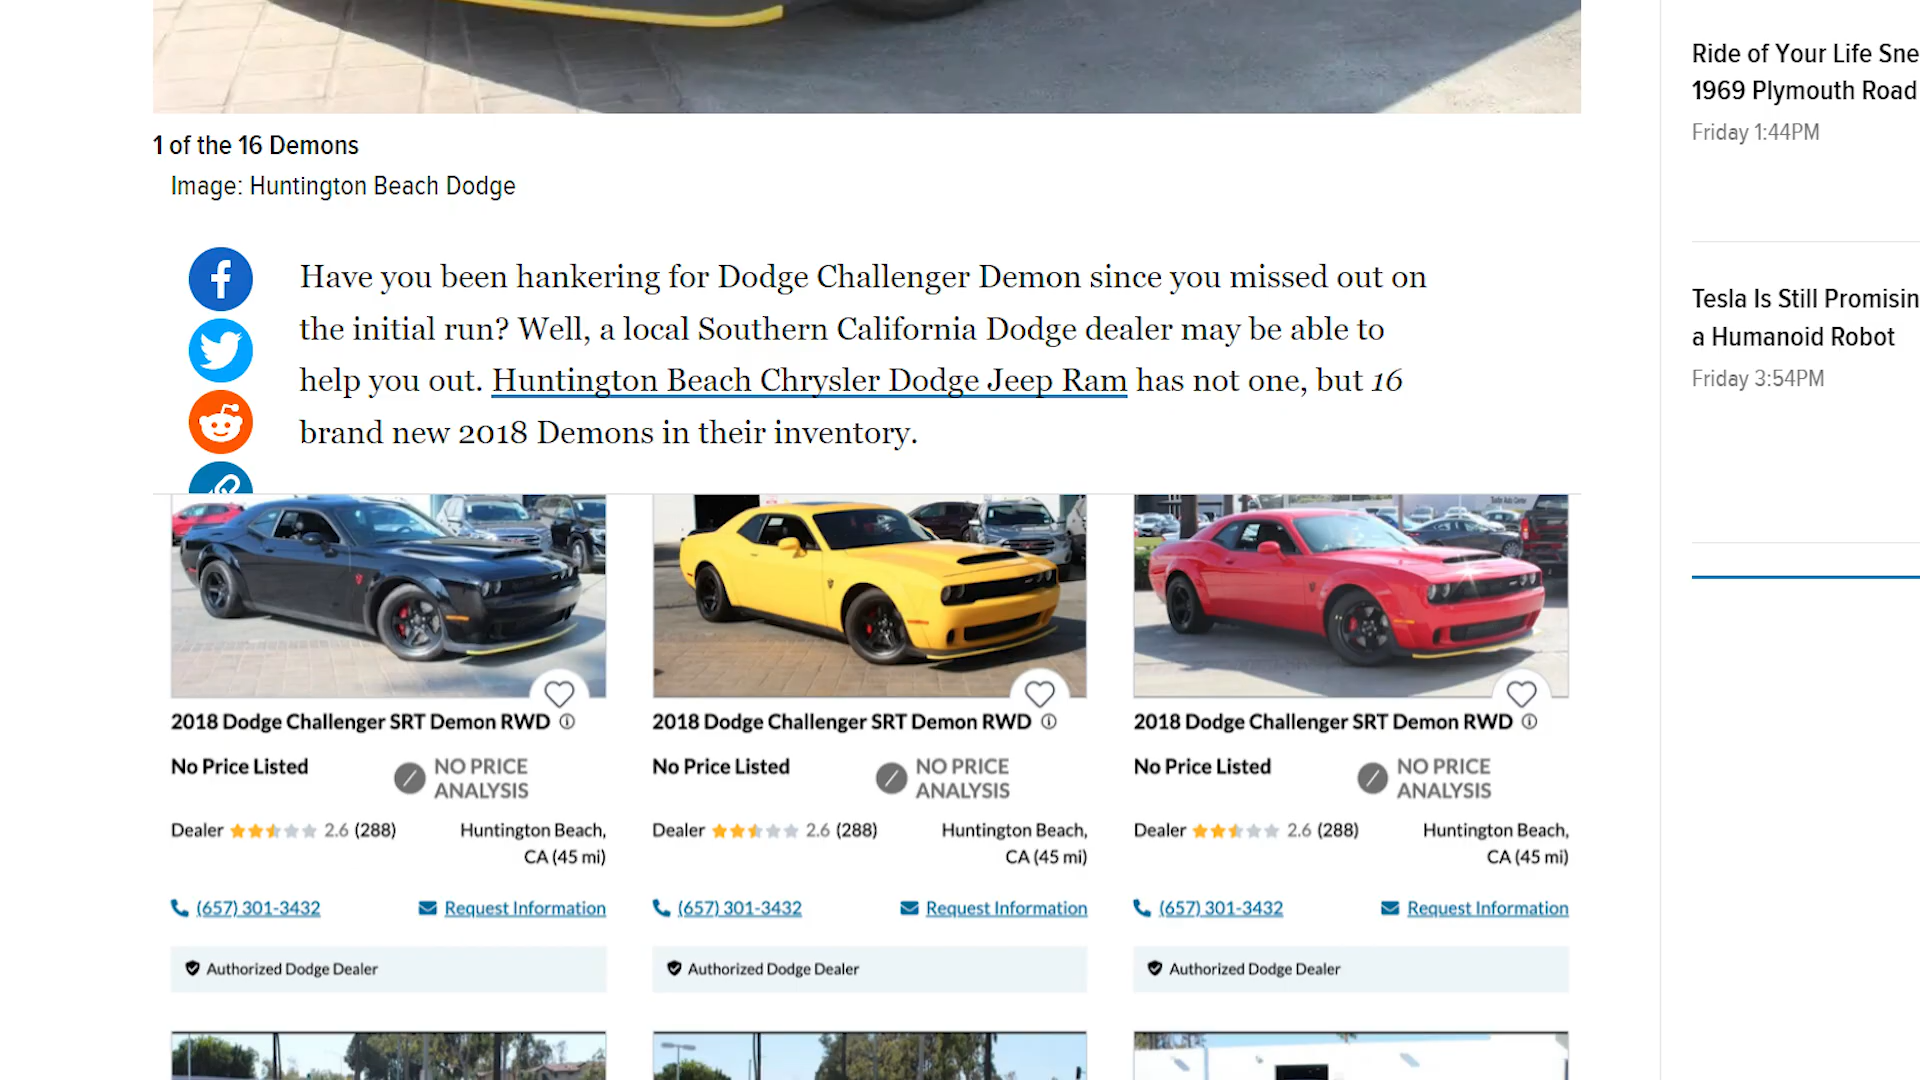 1 of the 16 Demons
Image: Huntington Beach Dodge
Have you been hankering for Dodge Challenger Demon since you missed out on
the initial run? Well, a local Southern California Dodge dealer may be able to
help you out. Huntington Beach Chrysler Dodge Jeep Ram has not one, but 16
brand new 2018 Demons in their inventory.
2018 Dodge Challenger SRT Demon RWD
No Price Listed
NO PRICE
ANALYSIS
Dealer 2.6 (288)
Huntington Beach,
CA (45 mi)
(657) 301-3432
Request Information
Authorized Dodge Dealer
2018 Dodge Challenger SRT Demon RWD
No Price Listed
NO PRICE
ANALYSIS
Dealer 2.6 (288)
Huntington Beach,
CA (45 mi)
(657) 301-3432
Request Information
Authorized Dodge Dealer
2018 Dodge Challenger SRT Demon RWD
No Price Listed
NO PRICE
ANALYSIS
Dealer 2.6 (288)
Huntington Beach,
CA (45 mi)
(657) 301-3432
Request Information
Authorized Dodge Dealer
Ride of Your Life Sne
1969 Plymouth Road
Friday 1:44PM
Tesla Is Still Promisin
a Humanoid Robot
Friday 3:54PM